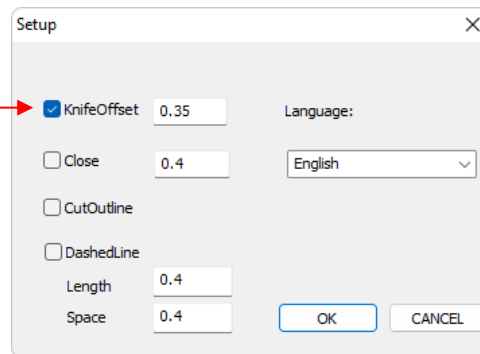 Setup
KnifeOffset 0.35 Language:
Close 0.4 English
CutOutline
DashedLine
Length 0.4
Space 0.4 OK CANCEL